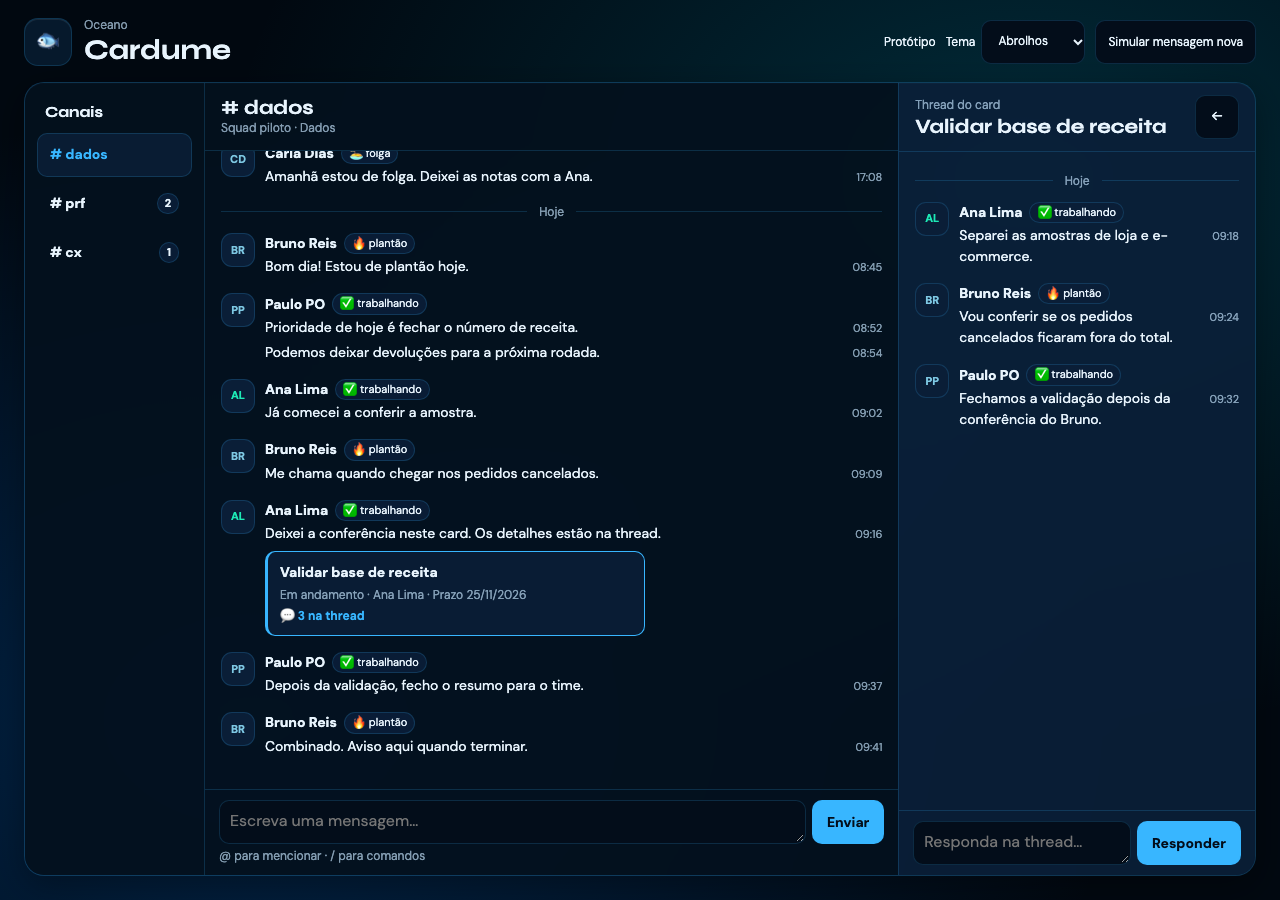 Oceano
Cardume
Protótipo Tema Abrolhos Simular mensagem nova
Canais
# dados
# prf 2
# cx 1
# dados
Squad piloto · Dados
CD Carla Dias 🏖️ folga
Amanhã estou de folga. Deixei as notas com a Ana. 17:08
Hoje
BR Bruno Reis 🔥 plantão
Bom dia! Estou de plantão hoje. 08:45
PP Paulo PO ✅ trabalhando
Prioridade de hoje é fechar o número de receita. 08:52
Podemos deixar devoluções para a próxima rodada. 08:54
AL Ana Lima ✅ trabalhando
Já comecei a conferir a amostra. 09:02
BR Bruno Reis 🔥 plantão
Me chama quando chegar nos pedidos cancelados. 09:09
AL Ana Lima ✅ trabalhando
Deixei a conferência neste card. Os detalhes estão na thread. 09:16
Validar base de receita
Em andamento · Ana Lima · Prazo 25/11/2026
💬 3 na thread
PP Paulo PO ✅ trabalhando
Depois da validação, fecho o resumo para o time. 09:37
BR Bruno Reis 🔥 plantão
Combinado. Aviso aqui quando terminar. 09:41
Escreva uma mensagem... Enviar
@ para mencionar · / para comandos
Thread do card
Validar base de receita ←
Hoje
AL Ana Lima ✅ trabalhando
Separei as amostras de loja e e- 09:18
commerce.
BR Bruno Reis 🔥 plantão
Vou conferir se os pedidos 09:24
cancelados ficaram fora do total.
PP Paulo PO ✅ trabalhando
Fechamos a validação depois da 09:32
conferência do Bruno.
Responda na thread... Responder